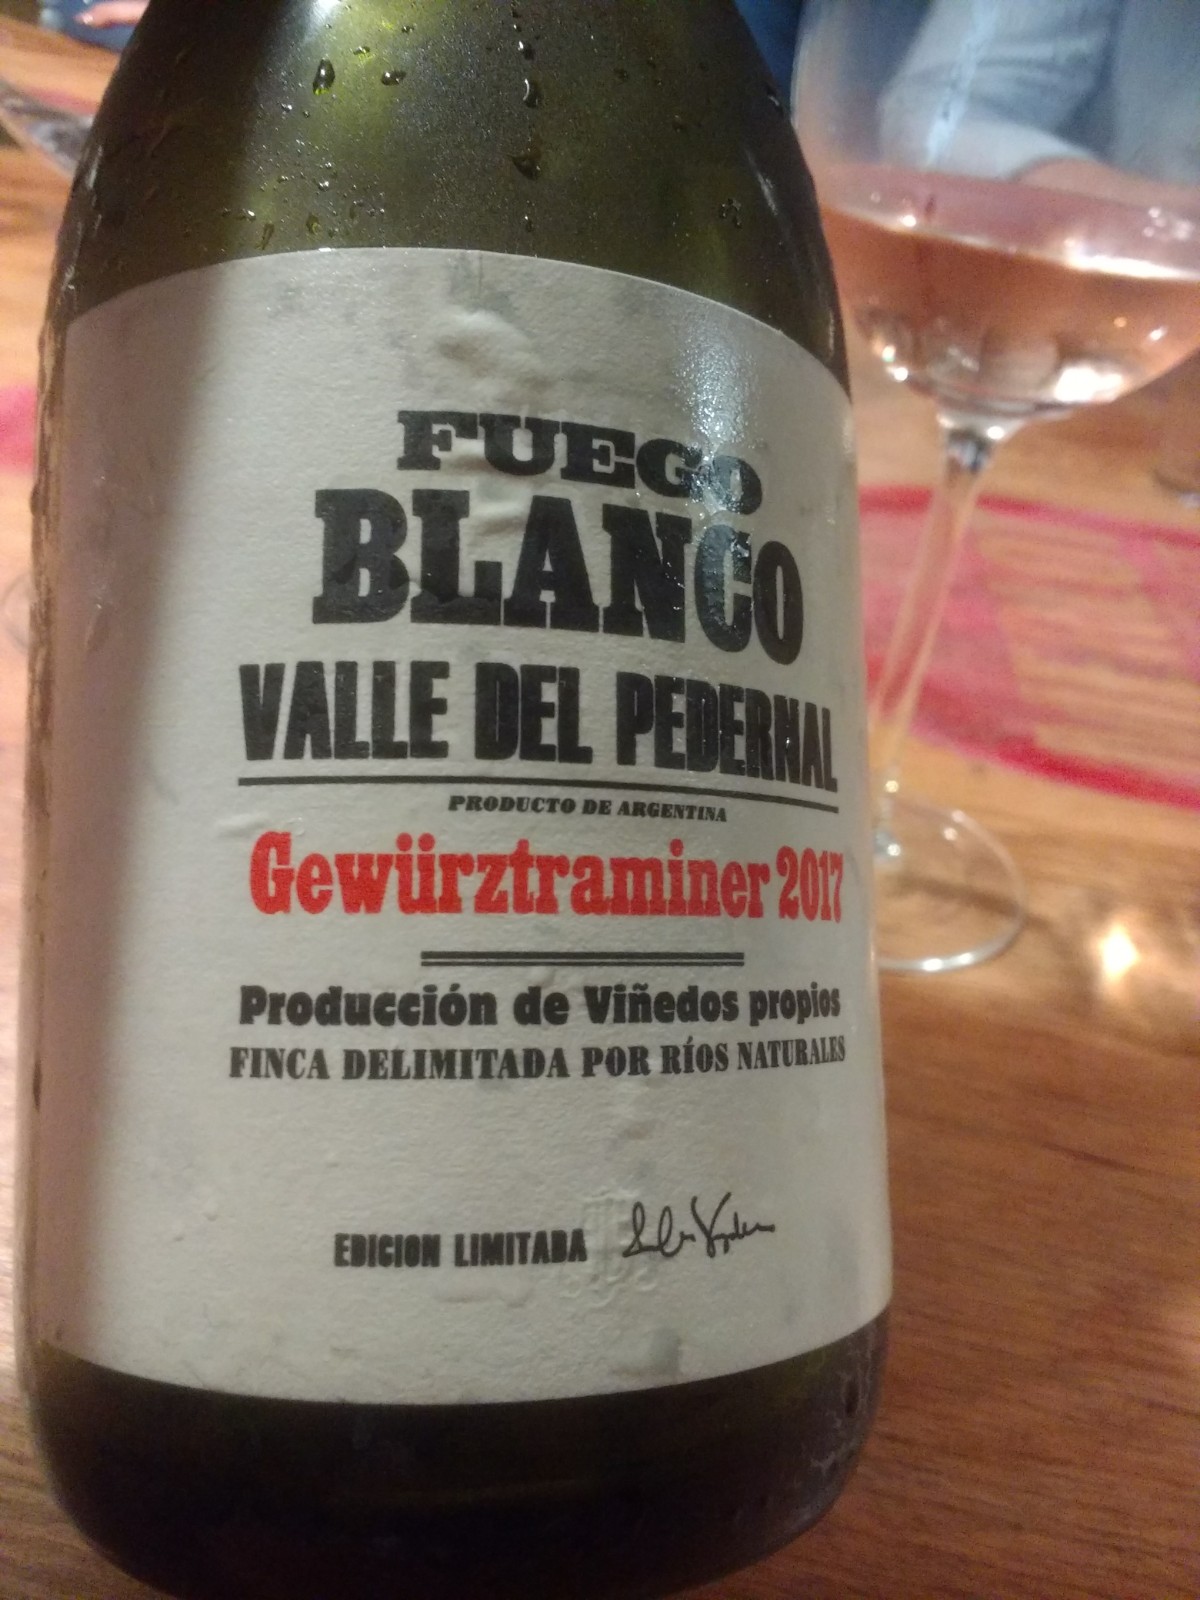 FUEGO
BLANCO
VALLE DEL PEDERNAL
PRODUCTO DE ARGENTINA
Gewürztraminer 2017
Producción de Viñedos propios
FINCA DELIMITADA POR RÍOS NATURALES
EDICION LIMITADA